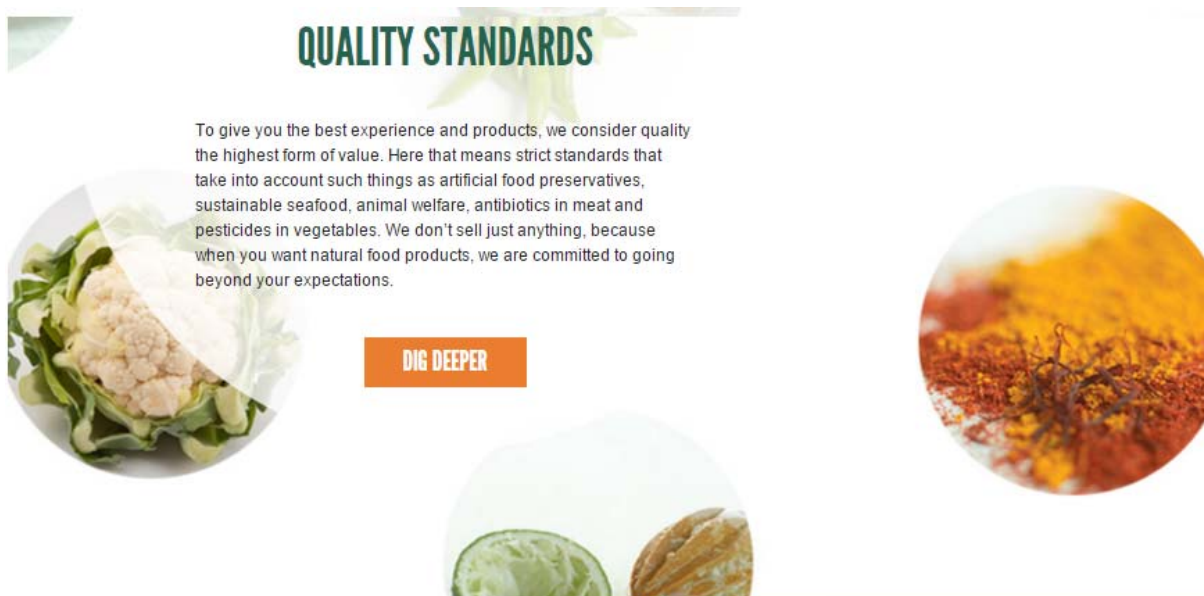 QUALITY STANDARDS
To give you the best experience and products, we consider quality
the highest form of value. Here that means strict standards that
take into account such things as artificial food preservatives,
sustainable seafood, animal welfare, antibiotics in meat and
pesticides in vegetables. We don’t sell just anything, because
when you want natural food products, we are committed to going
beyond your expectations.
DIG DEEPER